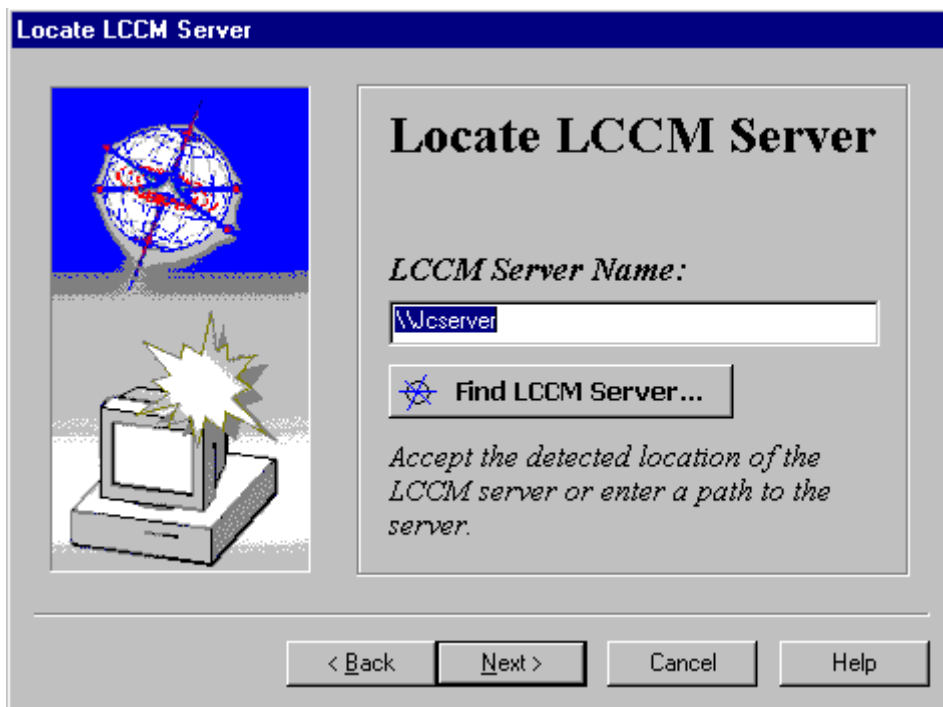 Locate LCCM Server
Locate LCCM Server
LCCM Server Name:
\\Jcserver
Find LCCM Server...
Accept the detected location of the
LCCM server or enter a path to the
server.
< Back
Next >
Cancel
Help